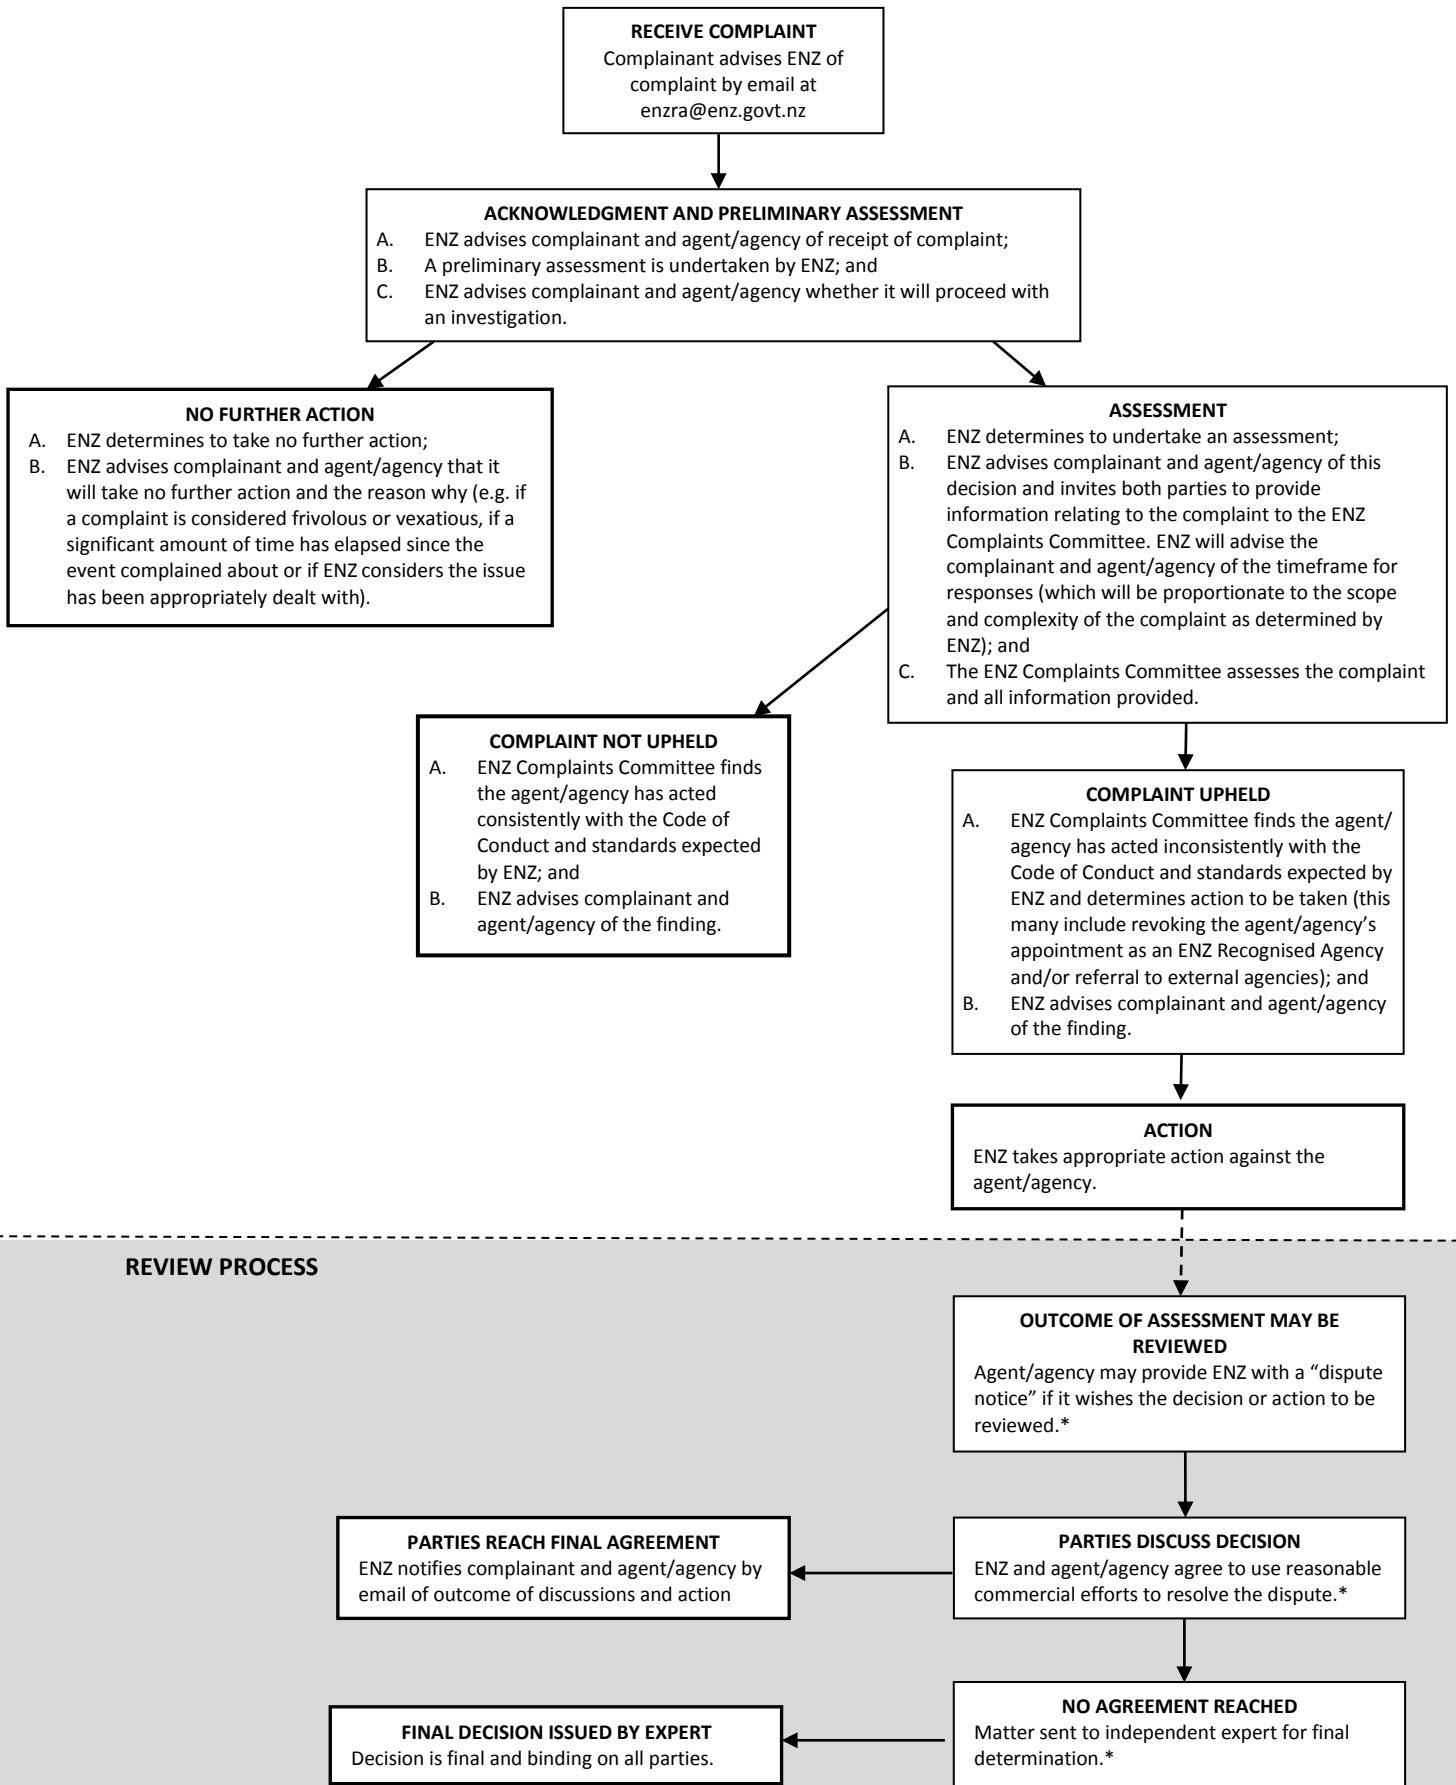 RECEIVE COMPLAINT
Complainant advises ENZ of
complaint by email at
enzra@enz.govt.nz
ACKNOWLEDGMENT AND PRELIMINARY ASSESSMENT
A. ENZ advises complainant and agent/agency of receipt of complaint;
B. A preliminary assessment is undertaken by ENZ; and
C. ENZ advises complainant and agent/agency whether it will proceed with
an investigation.
NO FURTHER ACTION
A. ENZ determines to take no further action;
B. ENZ advises complainant and agent/agency that it
will take no further action and the reason why (e.g. if
a complaint is considered frivolous or vexatious, if a
significant amount of time has elapsed since the
event complained about or if ENZ considers the issue
has been appropriately dealt with).
ASSESSMENT
A. ENZ determines to undertake an assessment;
B. ENZ advises complainant and agent/agency of this
decision and invites both parties to provide
information relating to the complaint to the ENZ
Complaints Committee. ENZ will advise the
complainant and agent/agency of the timeframe for
responses (which will be proportionate to the scope
and complexity of the complaint as determined by
ENZ); and
C. The ENZ Complaints Committee assesses the complaint
and all information provided.
COMPLAINT NOT UPHELD
A. ENZ Complaints Committee finds
the agent/agency has acted
consistently with the Code of
Conduct and standards expected
by ENZ; and
B. ENZ advises complainant and
agent/agency of the finding.
COMPLAINT UPHELD
A. ENZ Complaints Committee finds the agent/
agency has acted inconsistently with the
Code of Conduct and standards expected by
ENZ and determines action to be taken (this
many include revoking the agent/agency's
appointment as an ENZ Recognised Agency
and/or referral to external agencies); and
B. ENZ advises complainant and agent/agency
of the finding.
ACTION
ENZ takes appropriate action against the
agent/agency.
REVIEW PROCESS
OUTCOME OF ASSESSMENT MAY BE
REVIEWED
Agent/agency may provide ENZ with a “dispute
notice” if it wishes the decision or action to be
reviewed.*
PARTIES REACH FINAL AGREEMENT
ENZ notifies complainant and agent/agency by
email of outcome of discussions and action
PARTIES DISCUSS DECISION
ENZ and agent/agency agree to use reasonable
commercial efforts to resolve the dispute.*
FINAL DECISION ISSUED BY EXPERT
Decision is final and binding on all parties.
NO AGREEMENT REACHED
Matter sent to independent expert for final
determination.*